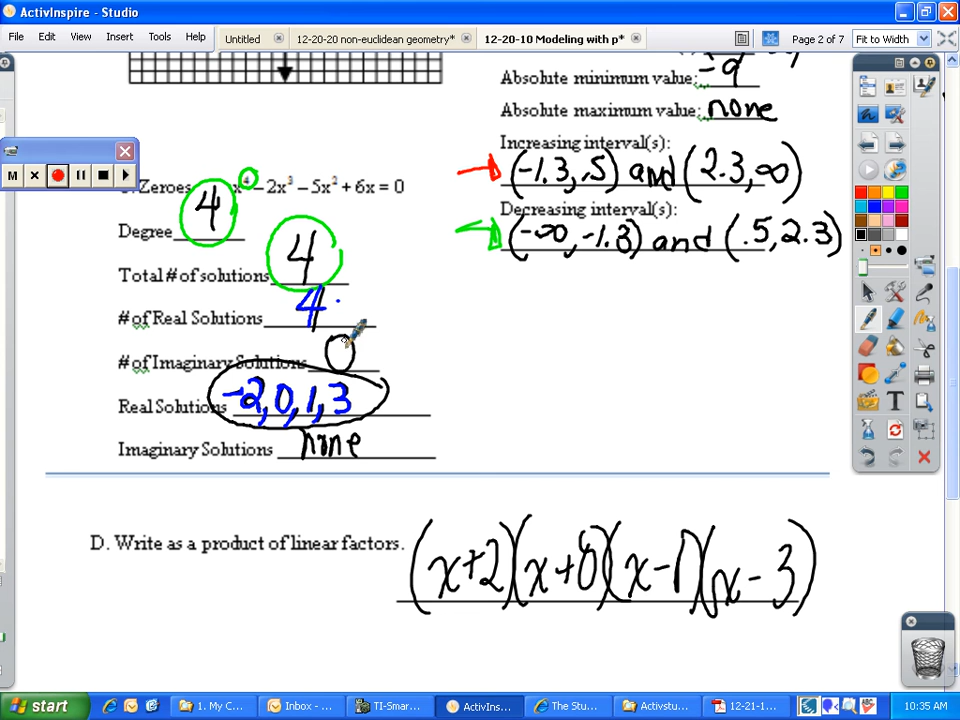 ActivInspire - Studio
File Edit View Insert Tools Help
Untitled
12-20-20 non-euclidean geometry*
12-20-10 Modeling with p*
Page 2 of 7
Fit to Width
Absolute minimum value: -9
Absolute maximum value: none
Increasing interval(s):
(-1.3, .5) and (2.3, ∞)
Decreasing interval(s):
(-∞, -1.3) and (.5, 2.3)
M
Zeroes x⁴ – 2x³ – 5x² + 6x = 0
Degree 4
Total # of solutions 4
# of Real Solutions 4
# of Imaginary Solutions 0
Real Solutions -2, 0, 1, 3
Imaginary Solutions none
D. Write as a product of linear factors. (x+2)(x+0)(x-1)(x-3)
start
1. My C...
Inbox - ...
TI-Smar...
ActivIns...
The Stu...
Activstu...
12-21-1...
10:35 AM